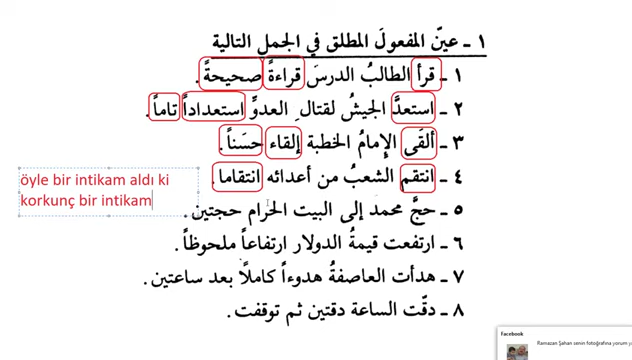 ١ ـ عيّن المفعولَ المطلق في الجملِ التالية
١ ـ قرأ الطالبُ الدرسَ قراءةً صحيحةً .
٢ ـ استعدَّ الجيشُ لقتالِ العدوِّ استعداداً تاماً .
٣ ـ ألقَى الإمامُ الخطبة إلقاء حسَناً .
٤ ـ انتقم الشعبُ من أعدائه انتقاما .
öyle bir intikam aldı ki
korkunç bir intikam
٥ ـ حجَّ محمد إلى البيت الحرام حجتين .
٦ ـ ارتفعت قيمةُ الدولار ارتفاعاً ملحوظاً .
٧ ـ هدأت العاصفةُ هدوءاً كاملاً بعد ساعتين .
٨ ـ دقّت الساعة دقتين ثم توقفت .
Facebook
Ramazan Şahan senin fotoğrafına yorum